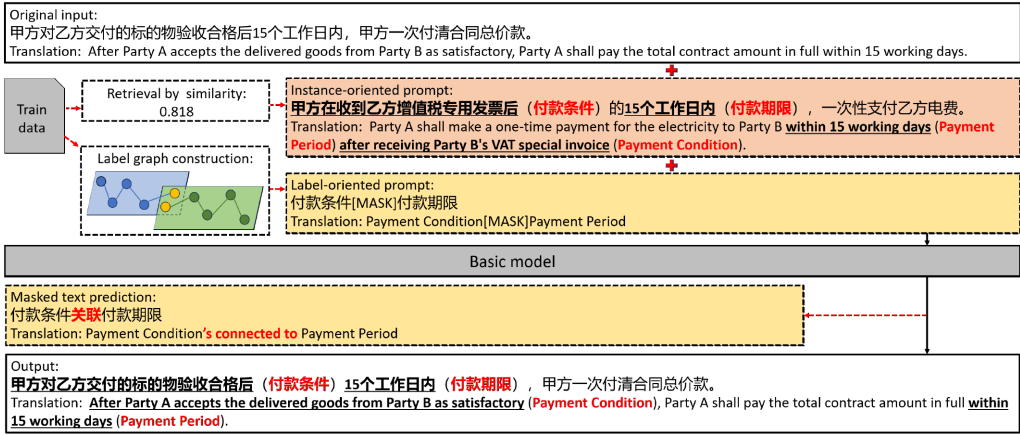 Original input:
甲方对乙方交付的标的物验收合格后15个工作日内，甲方一次付清合同总价款。
Translation: After Party A accepts the delivered goods from Party B as satisfactory, Party A shall pay the total contract amount in full within 15 working days.
Train
data
Retrieval by similarity:
0.818
Instance-oriented prompt:
甲方在收到乙方增值税专用发票后（付款条件）的15个工作日内（付款期限），一次性支付乙方电费。
Translation: Party A shall make a one-time payment for the electricity to Party B within 15 working days (Payment
Period) after receiving Party B's VAT special invoice (Payment Condition).
Label graph construction:
Label-oriented prompt:
付款条件[MASK]付款期限
Translation: Payment Condition[MASK]Payment Period
Basic model
Masked text prediction:
付款条件关联付款期限
Translation: Payment Condition's connected to Payment Period
Output:
甲方对乙方交付的标的物验收合格后（付款条件）15个工作日内（付款期限），甲方一次付清合同总价款。
Translation: After Party A accepts the delivered goods from Party B as satisfactory (Payment Condition), Party A shall pay the total contract amount in full within
15 working days (Payment Period).